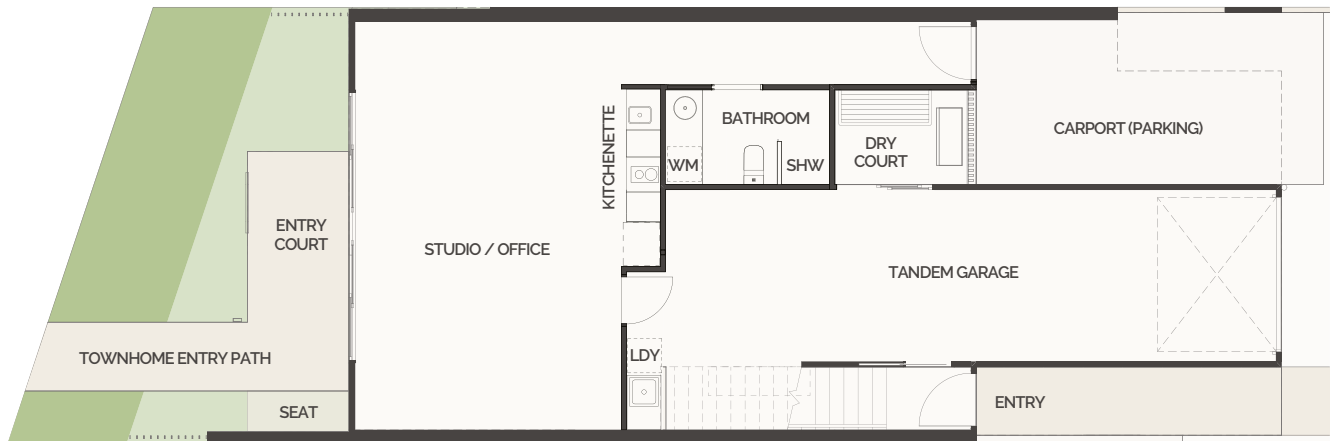 KITCHENETTE
BATHROOM
WM
SHW
DRY
COURT
CARPORT (PARKING)
ENTRY
COURT
STUDIO / OFFICE
TANDEM GARAGE
TOWNHOME ENTRY PATH
LDY
SEAT
ENTRY